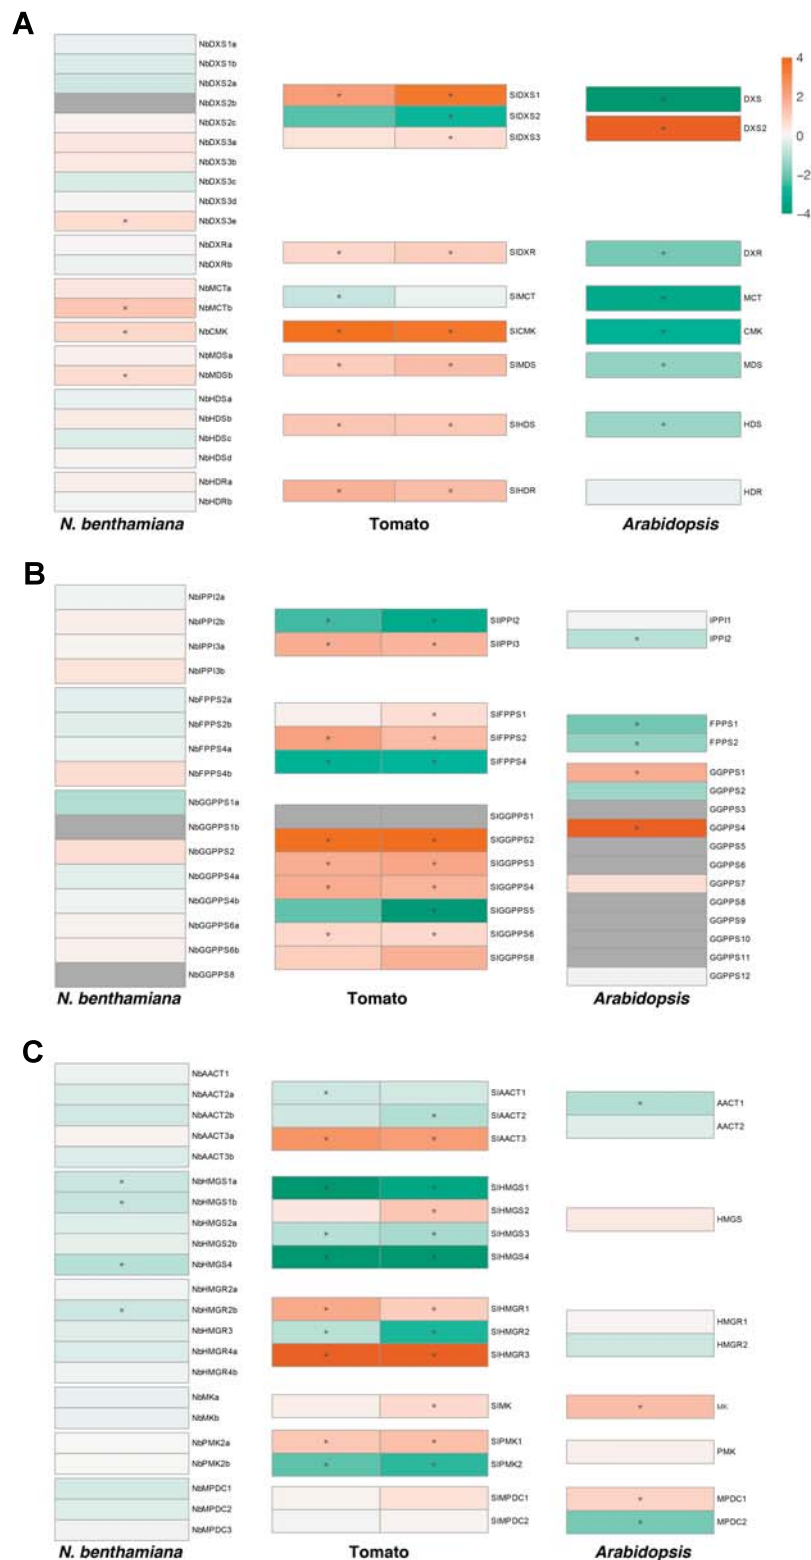 A
NbDXS1a
NbDXS1b
NbDXS2a
NbDXS2b
NbDXS2c
NbDXS3a
NbDXS3b
NbDXS3c
NbDXS3d
NbDXS3e
NbDXRa
NbDXRb
NbMCTa
NbMCTb
NbCMK
NbMDSa
NbMDSb
NbHDSa
NbHDSb
NbHDSc
NbHDSd
NbHDRa
NbHDRb
N. benthamiana
SlDXS1
SlDXS2
SlDXS3
SlDXR
SlMCT
SlCMK
SlMDS
SlHDS
SlHDR
Tomato
DXS
DXS2
DXR
MCT
CMK
MDS
HDS
HDR
Arabidopsis
4
2
0
−2
−4
B
NbIPPI2a
NbIPPI2b
NbIPPI3a
NbIPPI3b
NbFPPS2a
NbFPPS2b
NbFPPS4a
NbFPPS4b
NbGGPPS1a
NbGGPPS1b
NbGGPPS2
NbGGPPS4a
NbGGPPS4b
NbGGPPS6a
NbGGPPS6b
NbGGPPS8
N. benthamiana
SlIPPI2
SlIPPI3
SlFPPS1
SlFPPS2
SlFPPS4
SlGGPPS1
SlGGPPS2
SlGGPPS3
SlGGPPS4
SlGGPPS5
SlGGPPS6
SlGGPPS8
Tomato
IPPI1
IPPI2
FPPS1
FPPS2
GGPPS1
GGPPS2
GGPPS3
GGPPS4
GGPPS5
GGPPS6
GGPPS7
GGPPS8
GGPPS9
GGPPS10
GGPPS11
GGPPS12
Arabidopsis
C
NbAACT1
NbAACT2a
NbAACT2b
NbAACT3a
NbAACT3b
NbHMGS1a
NbHMGS1b
NbHMGS2a
NbHMGS2b
NbHMGS4
NbHMGR2a
NbHMGR2b
NbHMGR3
NbHMGR4a
NbHMGR4b
NbMKa
NbMKb
NbPMK2a
NbPMK2b
NbMPDC1
NbMPDC2
NbMPDC3
N. benthamiana
SlAACT1
SlAACT2
SlAACT3
SlHMGS1
SlHMGS2
SlHMGS3
SlHMGS4
SlHMGR1
SlHMGR2
SlHMGR3
SlMK
SlPMK1
SlPMK2
SlMPDC1
SlMPDC2
Tomato
AACT1
AACT2
HMGS
HMGR1
HMGR2
MK
PMK
MPDC1
MPDC2
Arabidopsis